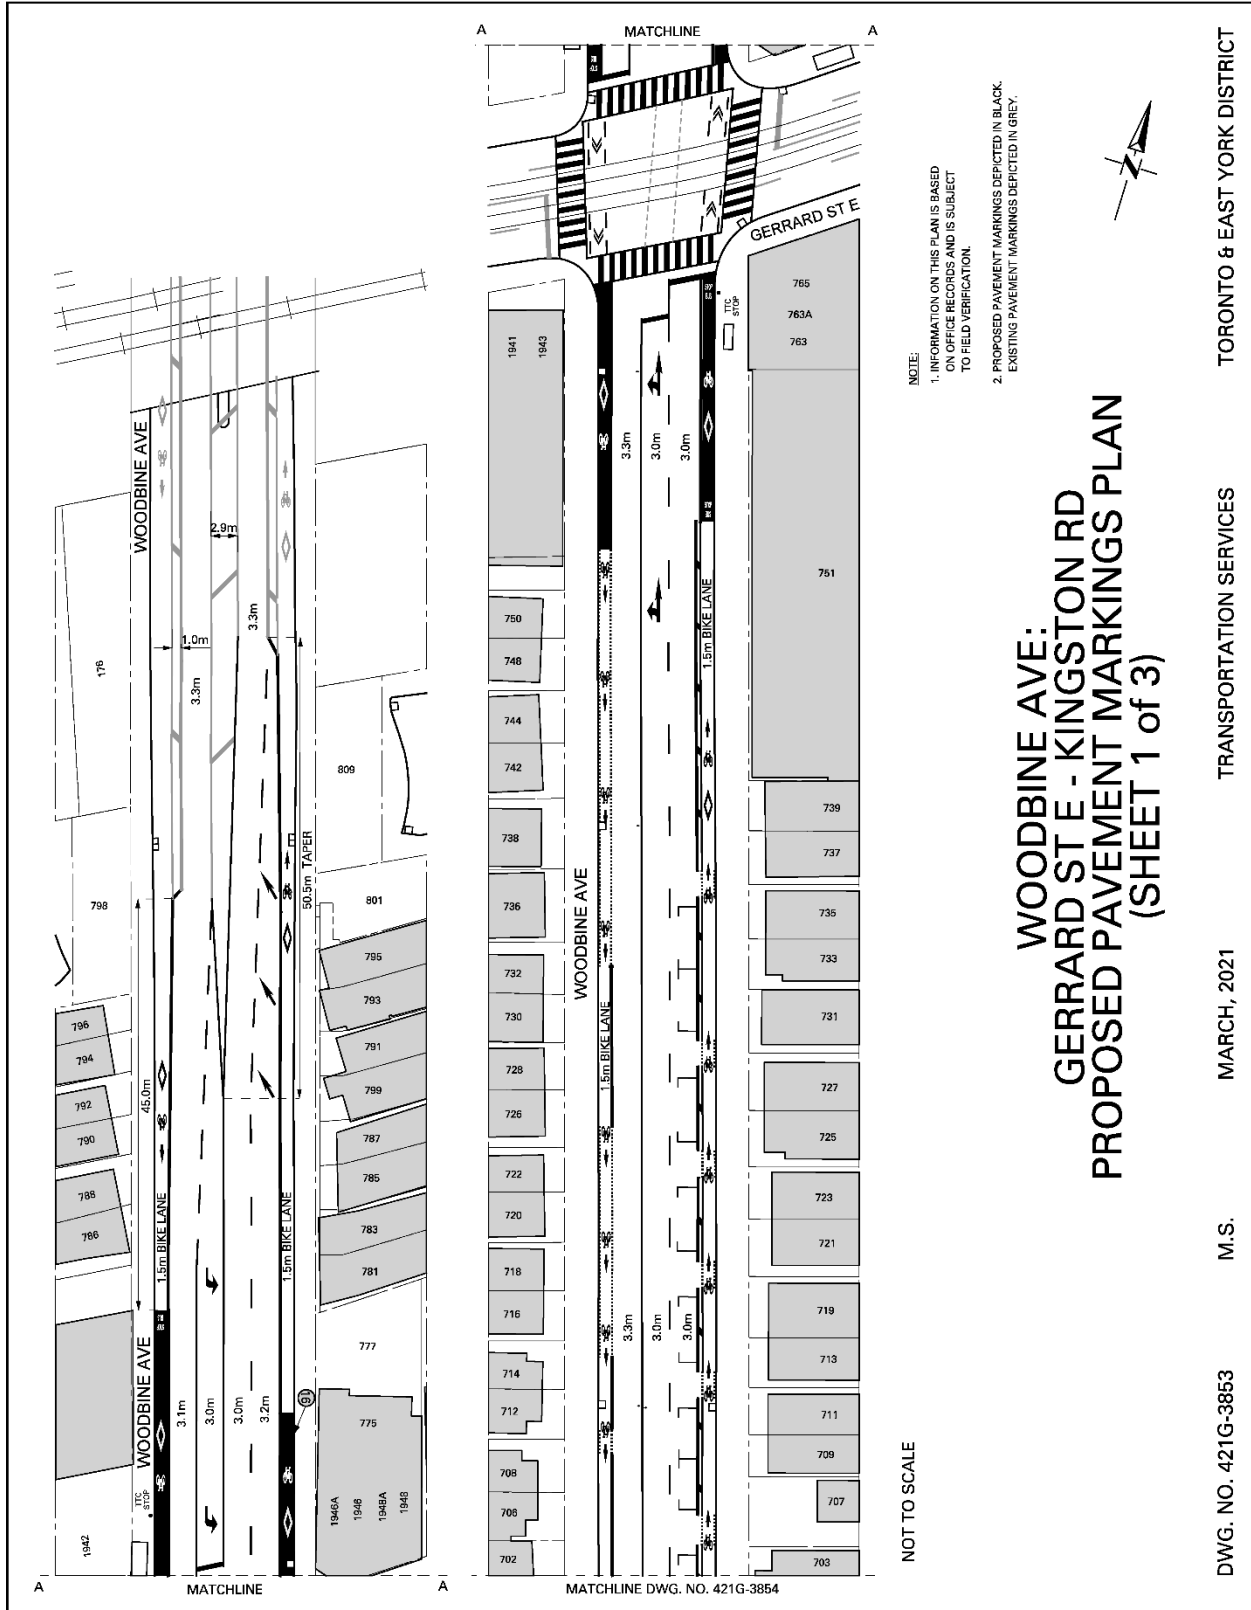 A
MATCHLINE
A
WOODBINE AVE
2.9m
3.3m
1.0m
3.3m
176
809
50.5m TAPER
798
801
795
793
796
794
791
799
45.0m
792
790
787
785
788
786
1.5m BIKE LANE
1.5m BIKE LANE
783
781
777
WOODBINE AVE
3.1m
3.0m
3.0m
3.2m
16
775
TTC
STOP
1942
1946A
1946
1948A
1948
A
MATCHLINE
A
GERRARD ST E
TTC
STOP
765
763A
763
1941
1943
3.3m
3.0m
3.0m
751
1.5m BIKE LANE
750
748
744
742
738
736
732
730
728
726
722
720
718
716
714
712
708
706
702
WOODBINE AVE
1.5m BIKE LANE
3.3m
3.0m
3.0m
739
737
735
733
731
727
725
723
721
719
713
711
709
707
703
MATCHLINE DWG. NO. 421G-3854
NOTE:
1. INFORMATION ON THIS PLAN IS BASED
ON OFFICE RECORDS AND IS SUBJECT
TO FIELD VERIFICATION.
2. PROPOSED PAVEMENT MARKINGS DEPICTED IN BLACK.
EXISTING PAVEMENT MARKINGS DEPICTED IN GREY.
N
NOT TO SCALE
WOODBINE AVE:
GERRARD ST E - KINGSTON RD
PROPOSED PAVEMENT MARKINGS PLAN
(SHEET 1 of 3)
DWG. NO. 421G-3853
M.S.
MARCH, 2021
TRANSPORTATION SERVICES
TORONTO & EAST YORK DISTRICT